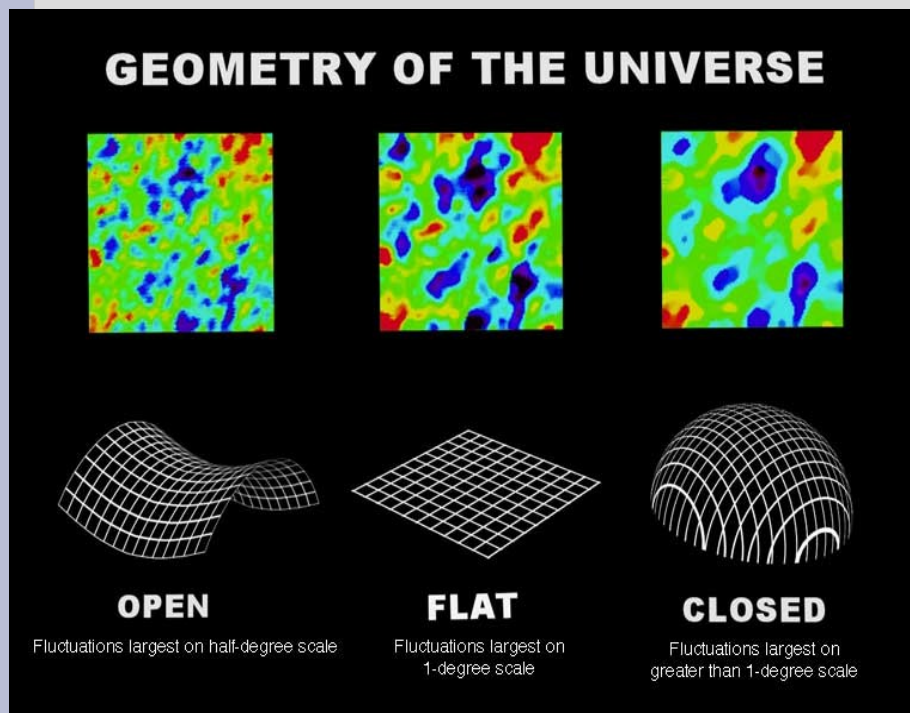 GEOMETRY OF THE UNIVERSE
OPEN
Fluctuations largest on half-degree scale
FLAT
Fluctuations largest on
1-degree scale
CLOSED
Fluctuations largest on
greater than 1-degree scale